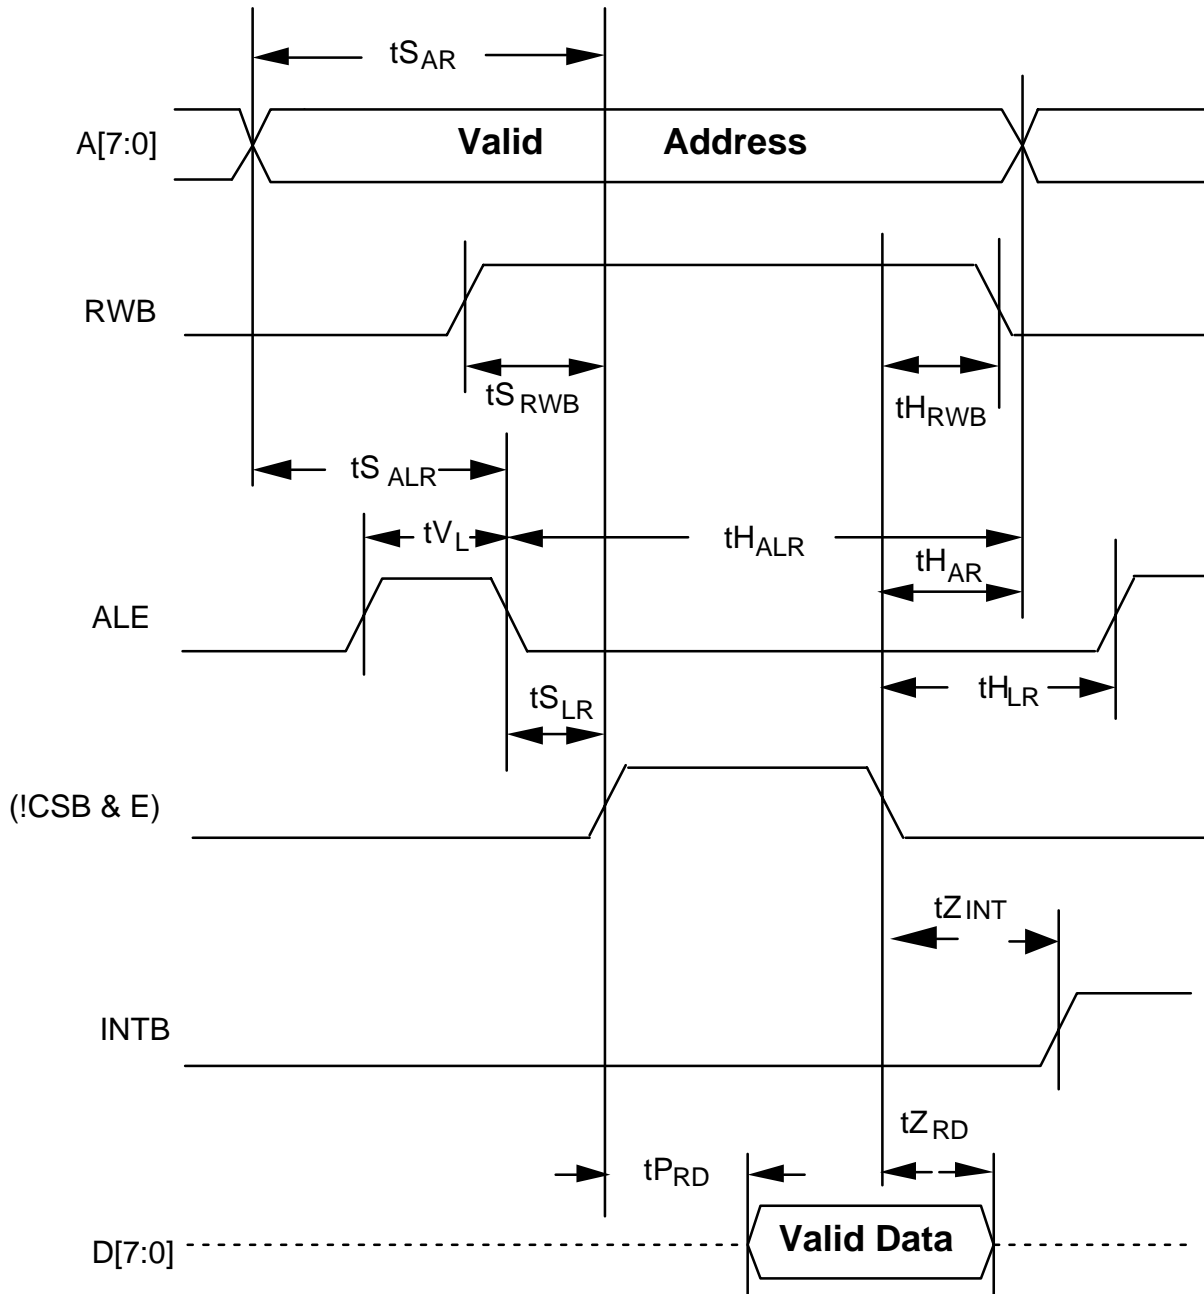 tSAR
A[7:0]
Valid Address
RWB
tSRWB
tHRWB
tSALR
tVL
tHALR
tHAR
ALE
tSLR
tHLR
(!CSB & E)
tZINT
INTB
tZRD
tPRD
D[7:0]
Valid Data